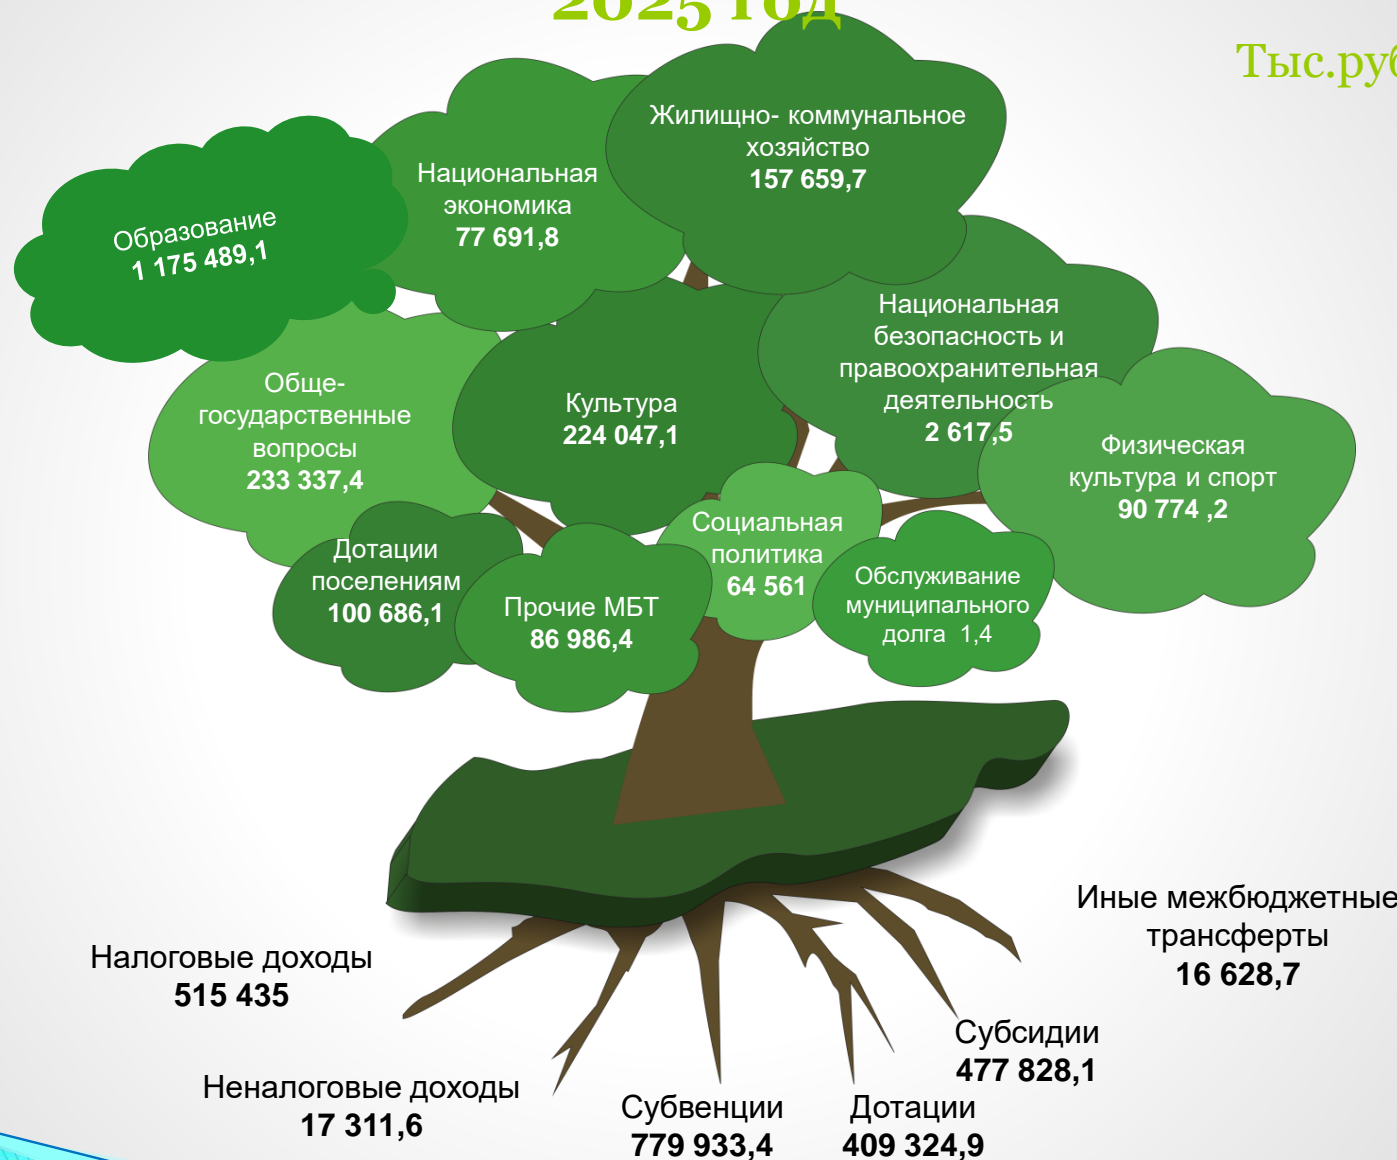 2025 год
Тыс.руб
Жилищно- коммунальное
хозяйство
157 659,7
Национальная
экономика
77 691,8
Образование
1 175 489,1
Национальная
безопасность и
правоохранительная
деятельность
2 617,5
Обще-
государственные
вопросы
233 337,4
Культура
224 047,1
Физическая
культура и спорт
90 774 ,2
Дотации
поселениям
100 686,1
Прочие МБТ
86 986,4
Социальная
политика
64 561
Обслуживание
муниципального
долга 1,4
Иные межбюджетные
трансферты
16 628,7
Налоговые доходы
515 435
Неналоговые доходы
17 311,6
Субвенции
779 933,4
Дотации
409 324,9
Субсидии
477 828,1